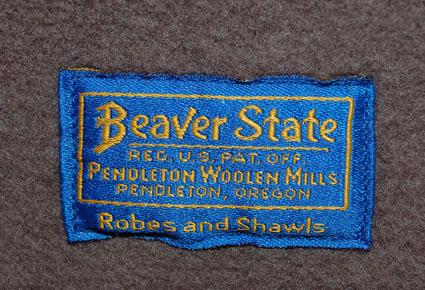 Beaver State
REG. U.S. PAT. OFF.
PENDLETON WOOLEN MILLS
PENDLETON, OREGON
Robes and Shawls